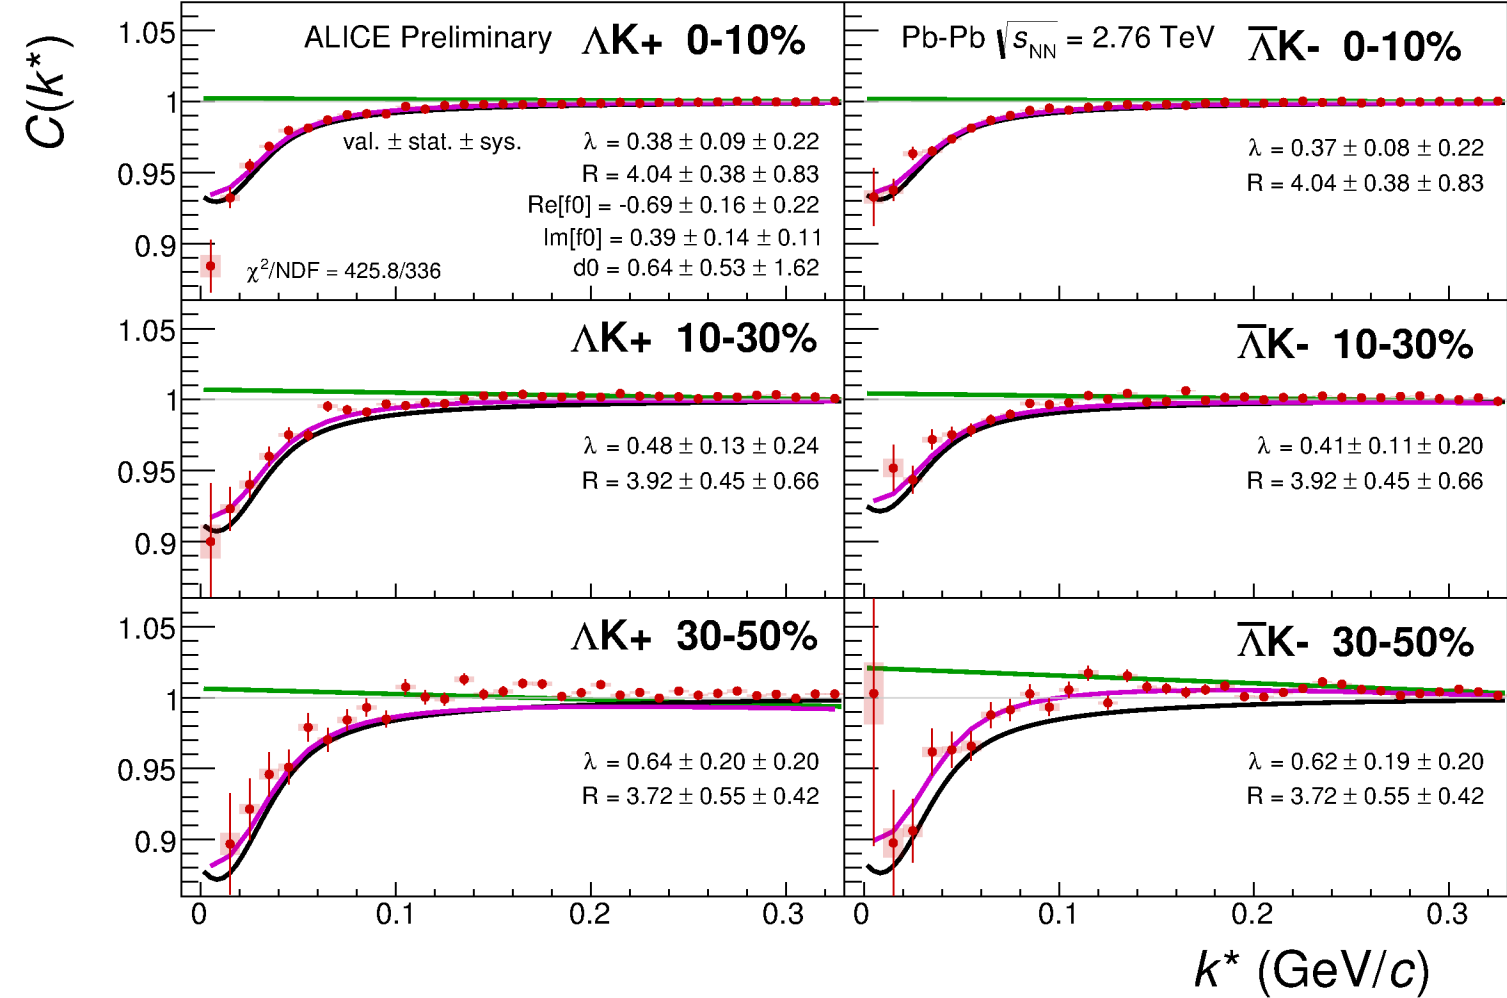 C(k*)
ALICE Preliminary ΛK+ 0-10%
1.05
1
0.95
0.9
val. ± stat. ± sys.
λ = 0.38 ± 0.09 ± 0.22
R = 4.04 ± 0.38 ± 0.83
Re[f0] = -0.69 ± 0.16 ± 0.22
Im[f0] = 0.39 ± 0.14 ± 0.11
d0 = 0.64 ± 0.53 ± 1.62
χ²/NDF = 425.8/336
Pb-Pb √sNN = 2.76 TeV Λ̅K- 0-10%
λ = 0.37 ± 0.08 ± 0.22
R = 4.04 ± 0.38 ± 0.83
ΛK+ 10-30%
1.05
1
0.95
0.9
λ = 0.48 ± 0.13 ± 0.24
R = 3.92 ± 0.45 ± 0.66
Λ̅K- 10-30%
λ = 0.41 ± 0.11 ± 0.20
R = 3.92 ± 0.45 ± 0.66
ΛK+ 30-50%
1.05
1
0.95
0.9
λ = 0.64 ± 0.20 ± 0.20
R = 3.72 ± 0.55 ± 0.42
Λ̅K- 30-50%
λ = 0.62 ± 0.19 ± 0.20
R = 3.72 ± 0.55 ± 0.42
0 0.1 0.2 0.3 0 0.1 0.2 0.3
k* (GeV/c)